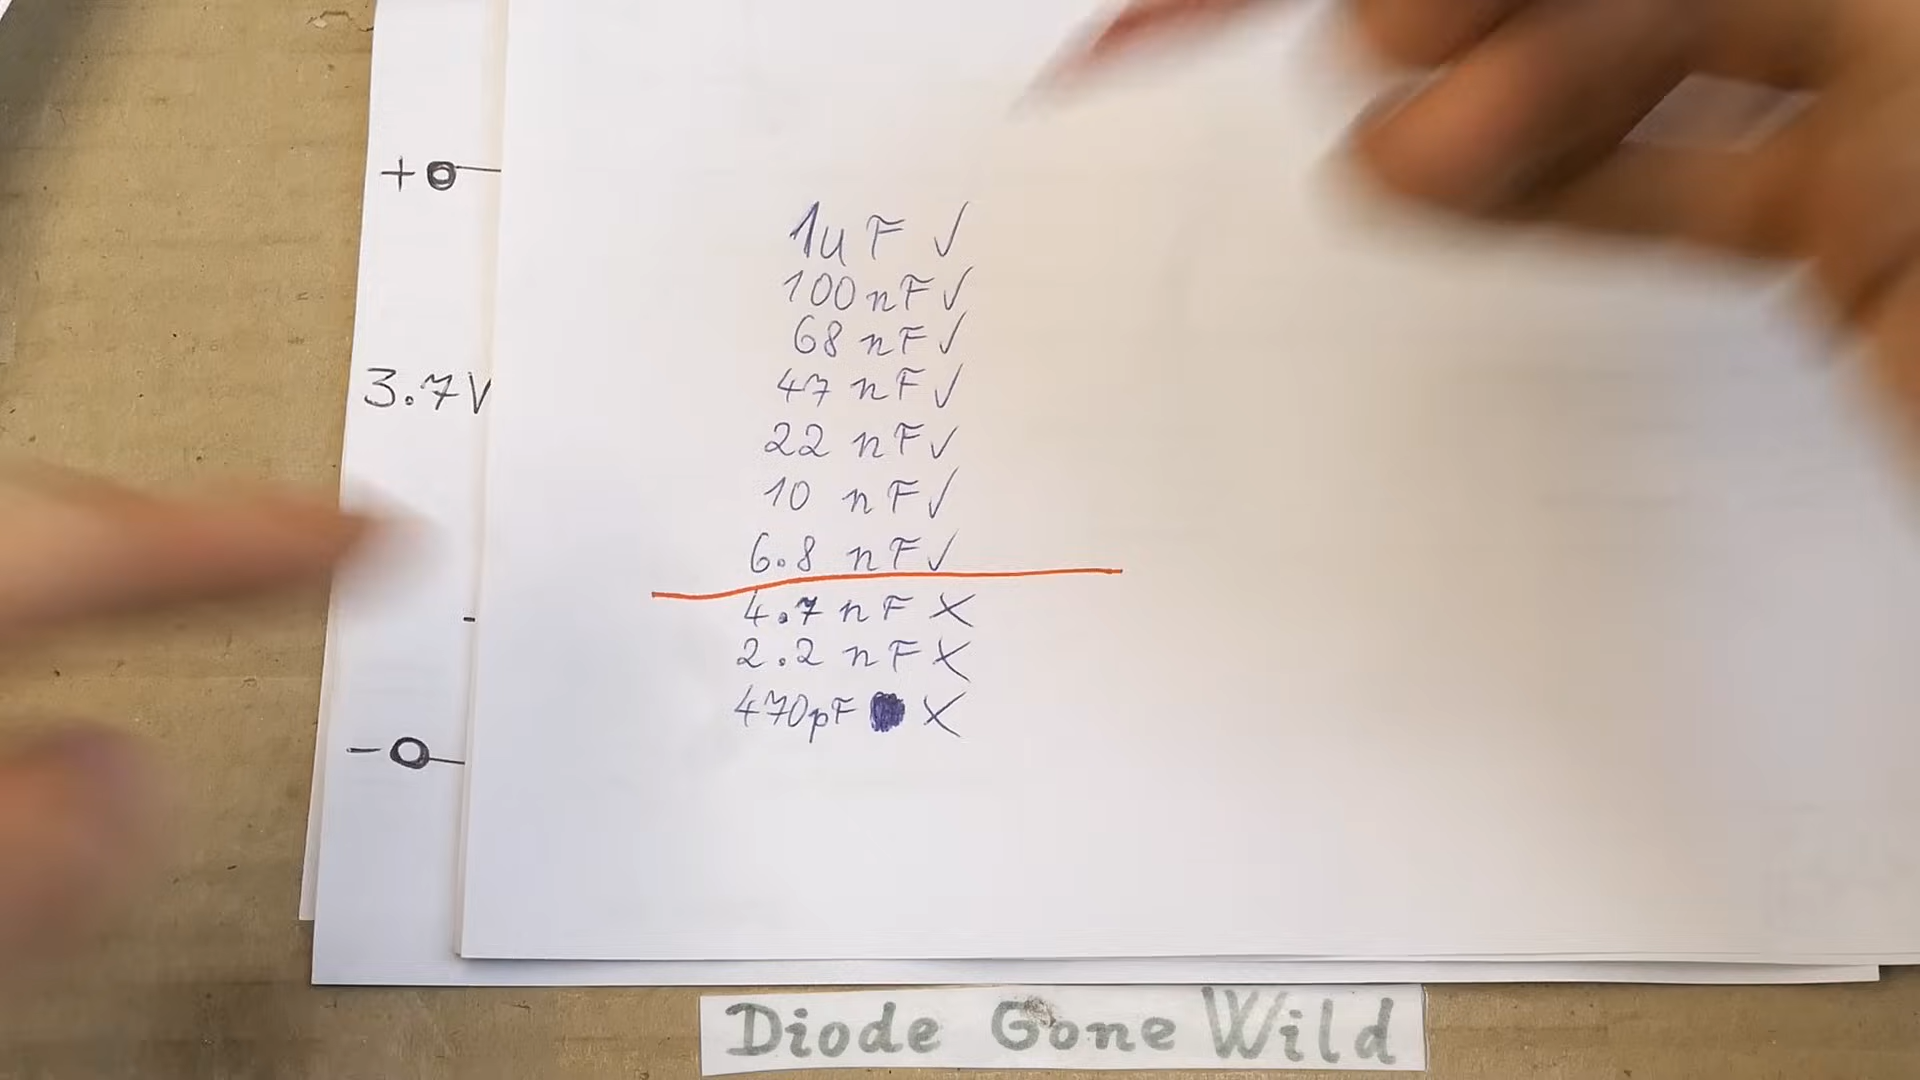 +
3.7V
-
1uF ✓
100nF ✓
68 nF ✓
47 nF ✓
22 nF ✓
10 nF ✓
6.8 nF ✓
4.7 nF X
2.2 nF X
470pF X
Diode Gone Wild